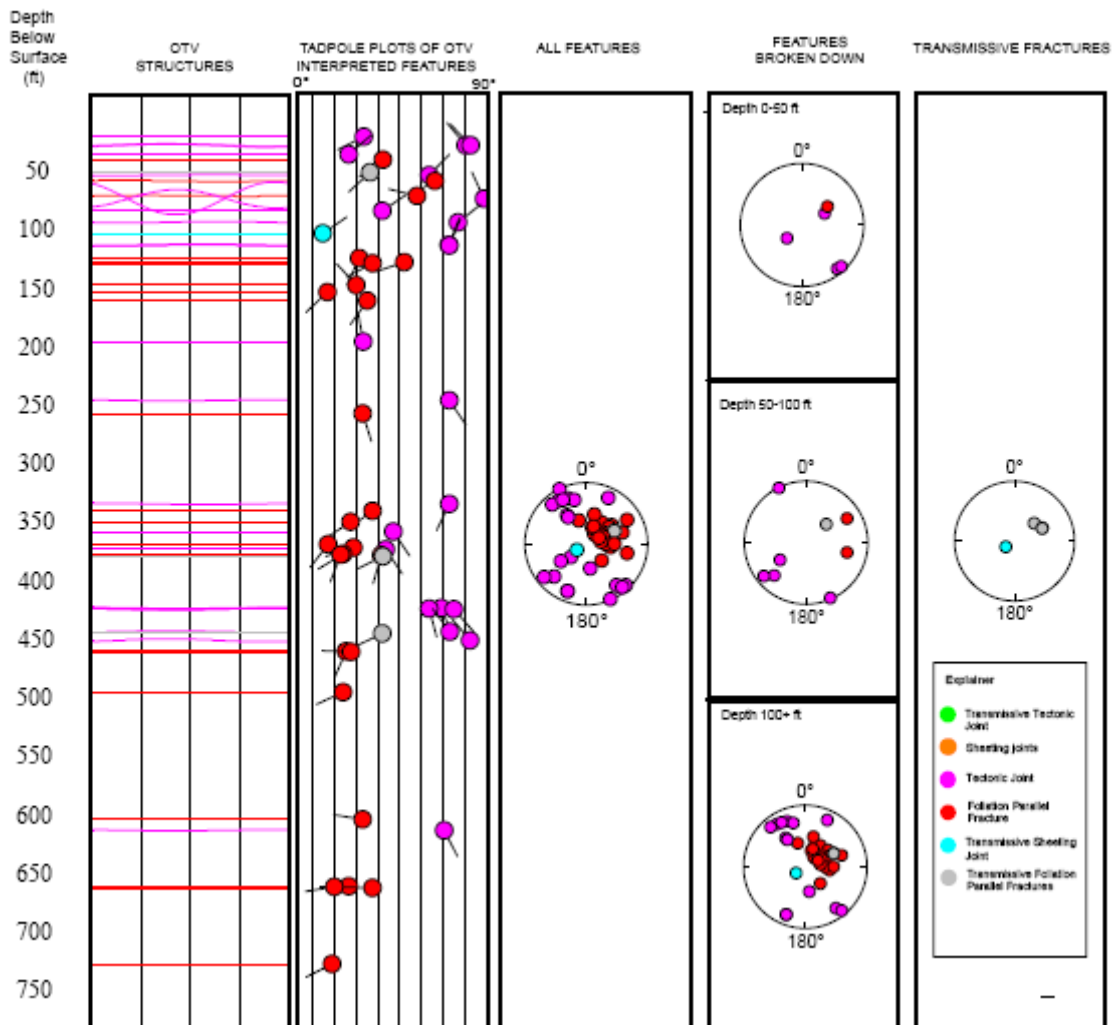 Depth
Below
Surface
(ft)
OTV
STRUCTURES
TADPOLE PLOTS OF OTV
INTERPRETED FEATURES
0°
90°
ALL FEATURES
FEATURES
BROKEN DOWN
TRANSMISSIVE FRACTURES
50
100
150
200
250
300
350
400
450
500
550
600
650
700
750
0°
180°
Depth 0-50 ft
0°
180°
Depth 50-100 ft
0°
180°
Depth 100+ ft
0°
180°
0°
180°
Explainer
Transmissive Tectonic
Joint
Sheeting joints
Tectonic Joint
Foliation Parallel
Fracture
Transmissive Sheeting
Joint
Transmissive Foliation
Parallel Fractures